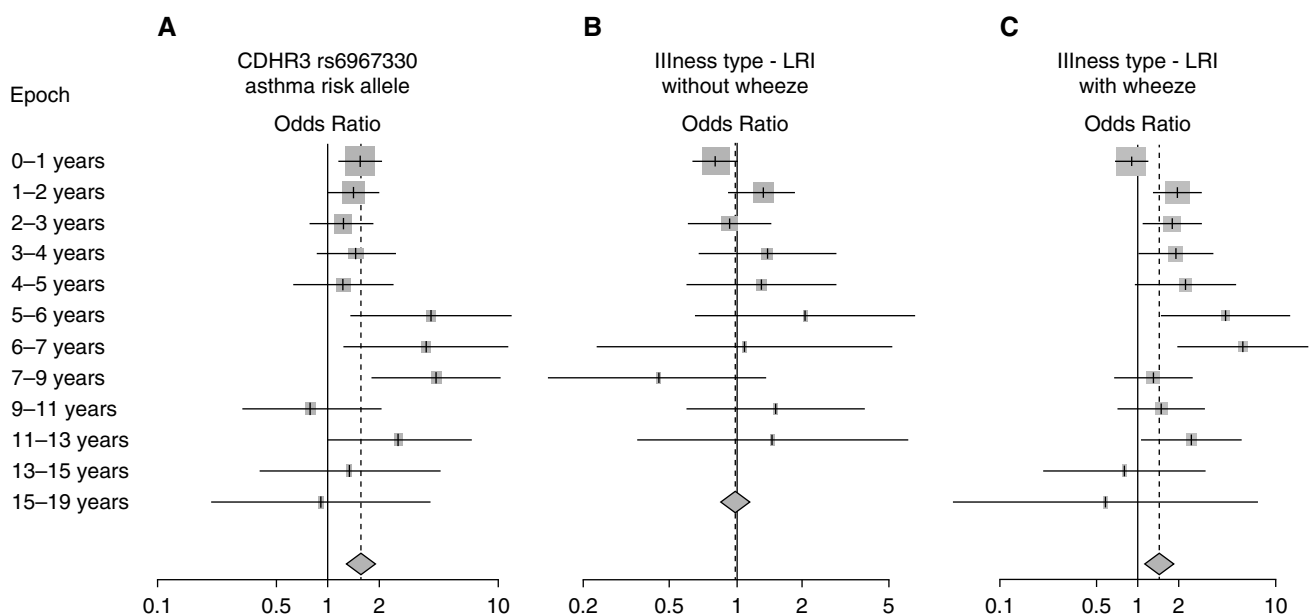 A
B
C
CDHR3 rs6967330
asthma risk allele
IIIness type - LRI
without wheeze
IIIness type - LRI
with wheeze
Epoch
Odds Ratio
Odds Ratio
Odds Ratio
0–1 years
1–2 years
2–3 years
3–4 years
4–5 years
5–6 years
6–7 years
7–9 years
9–11 years
11–13 years
13–15 years
15–19 years
0.1 0.5 1 2 10
0.2 0.5 1 2 5
0.1 0.5 1 2 10